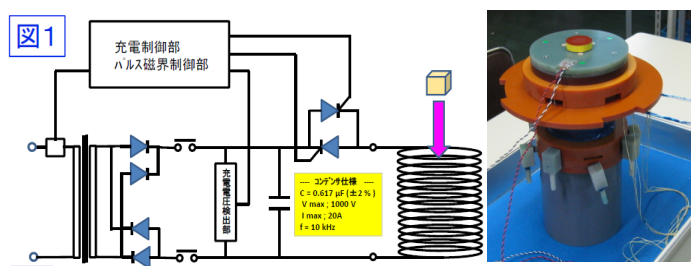 図1
充電制御部
パルス磁界制御部
充電電圧検出部
---- コンデンサ仕様 ----
C = 0.617 μF (±2 % )
V max ; 1000 V
I max ; 20A
f = 10 kHz